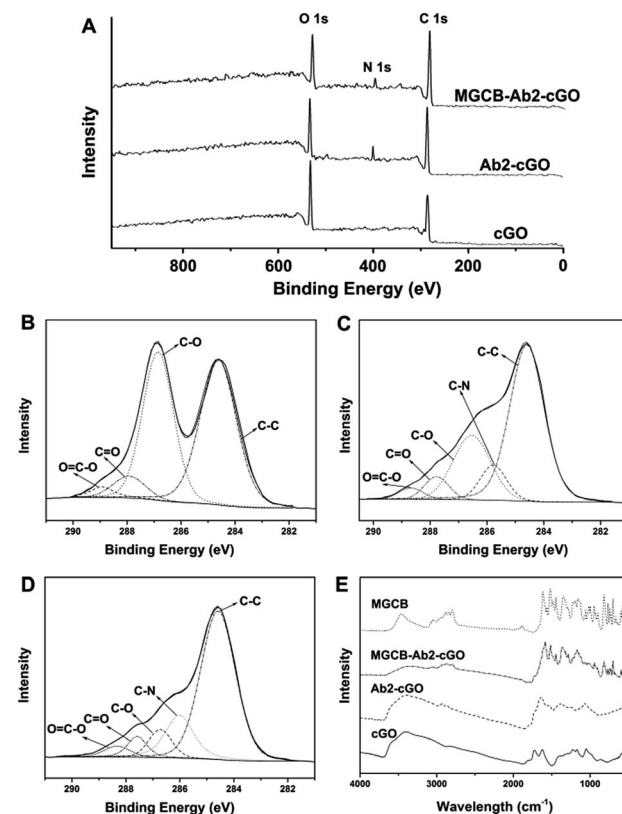 A
O 1s
C 1s
N 1s
MGCB-Ab2-cGO
Ab2-cGO
cGO
Intensity
800 600 400 200 0
Binding Energy (eV)
B
C-O
C=O
O=C-O
C-C
Intensity
290 288 286 284 282
Binding Energy (eV)
C
C-C
C-N
C-O
C=O
O=C-O
Intensity
290 288 286 284 282
Binding Energy (eV)
D
C-C
C-N
C-O
C=O
O=C-O
Intensity
290 288 286 284 282
Binding Energy (eV)
E
MGCB
MGCB-Ab2-cGO
Ab2-cGO
cGO
Intensity
4000 3000 2000 1000
Wavelength (cm-1)